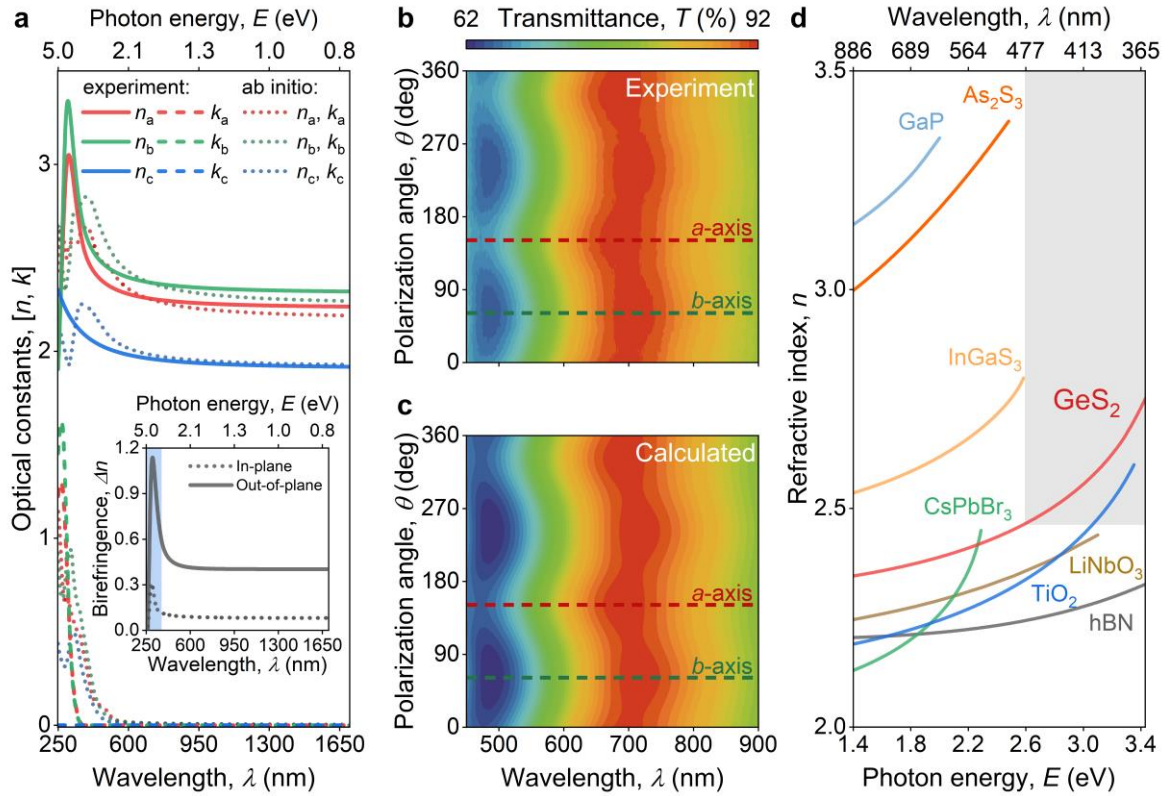 a
Photon energy, E (eV)
5.0 2.1 1.3 1.0 0.8
experiment: ab initio:
nₐ kₐ nₐ, kₐ
n_b k_b n_b, k_b
n_c k_c n_c, k_c
Optical constants, [n, k]
3
2
1
0
Photon energy, E (eV)
5.0 2.1 1.3 1.0 0.8
In-plane
Out-of-plane
Birefringence, Δn
1.2
0.9
0.6
0.3
0.0
250 600 950 1300 1650
Wavelength, λ (nm)
250 600 950 1300 1650
Wavelength, λ (nm)
b
62 Transmittance, T (%) 92
Experiment
Polarization angle, θ (deg)
360
270
180
90
0
a-axis
b-axis
c
Calculated
Polarization angle, θ (deg)
360
270
180
90
0
a-axis
b-axis
500 600 700 800 900
Wavelength, λ (nm)
d
Wavelength, λ (nm)
886 689 564 477 413 365
Refractive index, n
3.5
3.0
2.5
2.0
GaP
As₂S₃
InGaS₃
GeS₂
CsPbBr₃
LiNbO₃
TiO₂
hBN
1.4 1.8 2.2 2.6 3.0 3.4
Photon energy, E (eV)